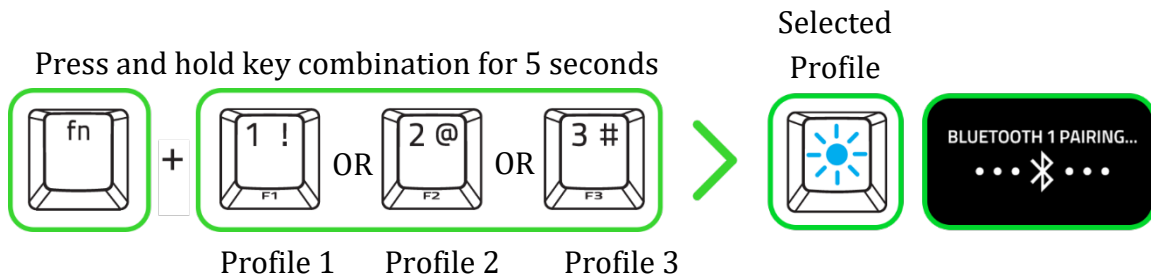 Selected
Profile
Press and hold key combination for 5 seconds
fn
+
1 !
F1
OR
2 @
F2
OR
3 #
F3
BLUETOOTH 1 PAIRING...
Profile 1
Profile 2
Profile 3